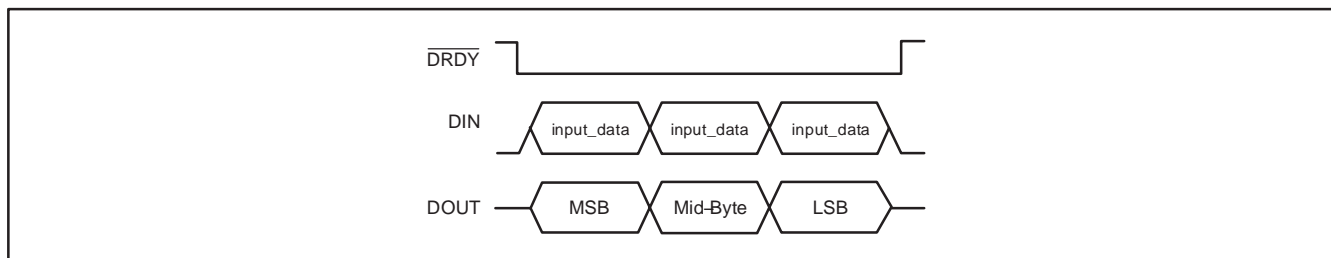 DRDY
DIN input_data input_data input_data
DOUT MSB Mid-Byte LSB